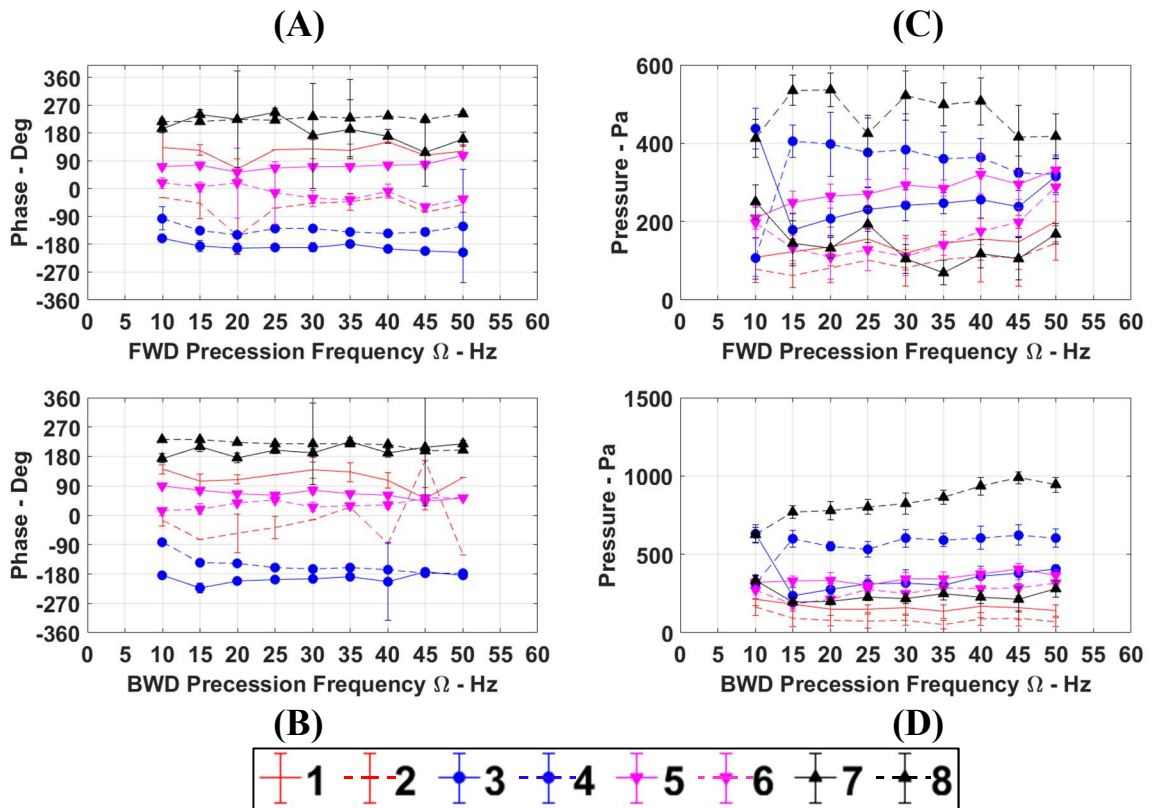 (A)
(C)
Phase - Deg
360
270
180
90
0
-90
-180
-270
-360
0 5 10 15 20 25 30 35 40 45 50 55 60
FWD Precession Frequency Ω - Hz
Pressure - Pa
600
400
200
0
0 5 10 15 20 25 30 35 40 45 50 55 60
FWD Precession Frequency Ω - Hz
Phase - Deg
360
270
180
90
0
-90
-180
-270
-360
0 5 10 15 20 25 30 35 40 45 50 55 60
BWD Precession Frequency Ω - Hz
Pressure - Pa
1500
1000
500
0
0 5 10 15 20 25 30 35 40 45 50 55 60
BWD Precession Frequency Ω - Hz
(B)
(D)
1 2 3 4 5 6 7 8